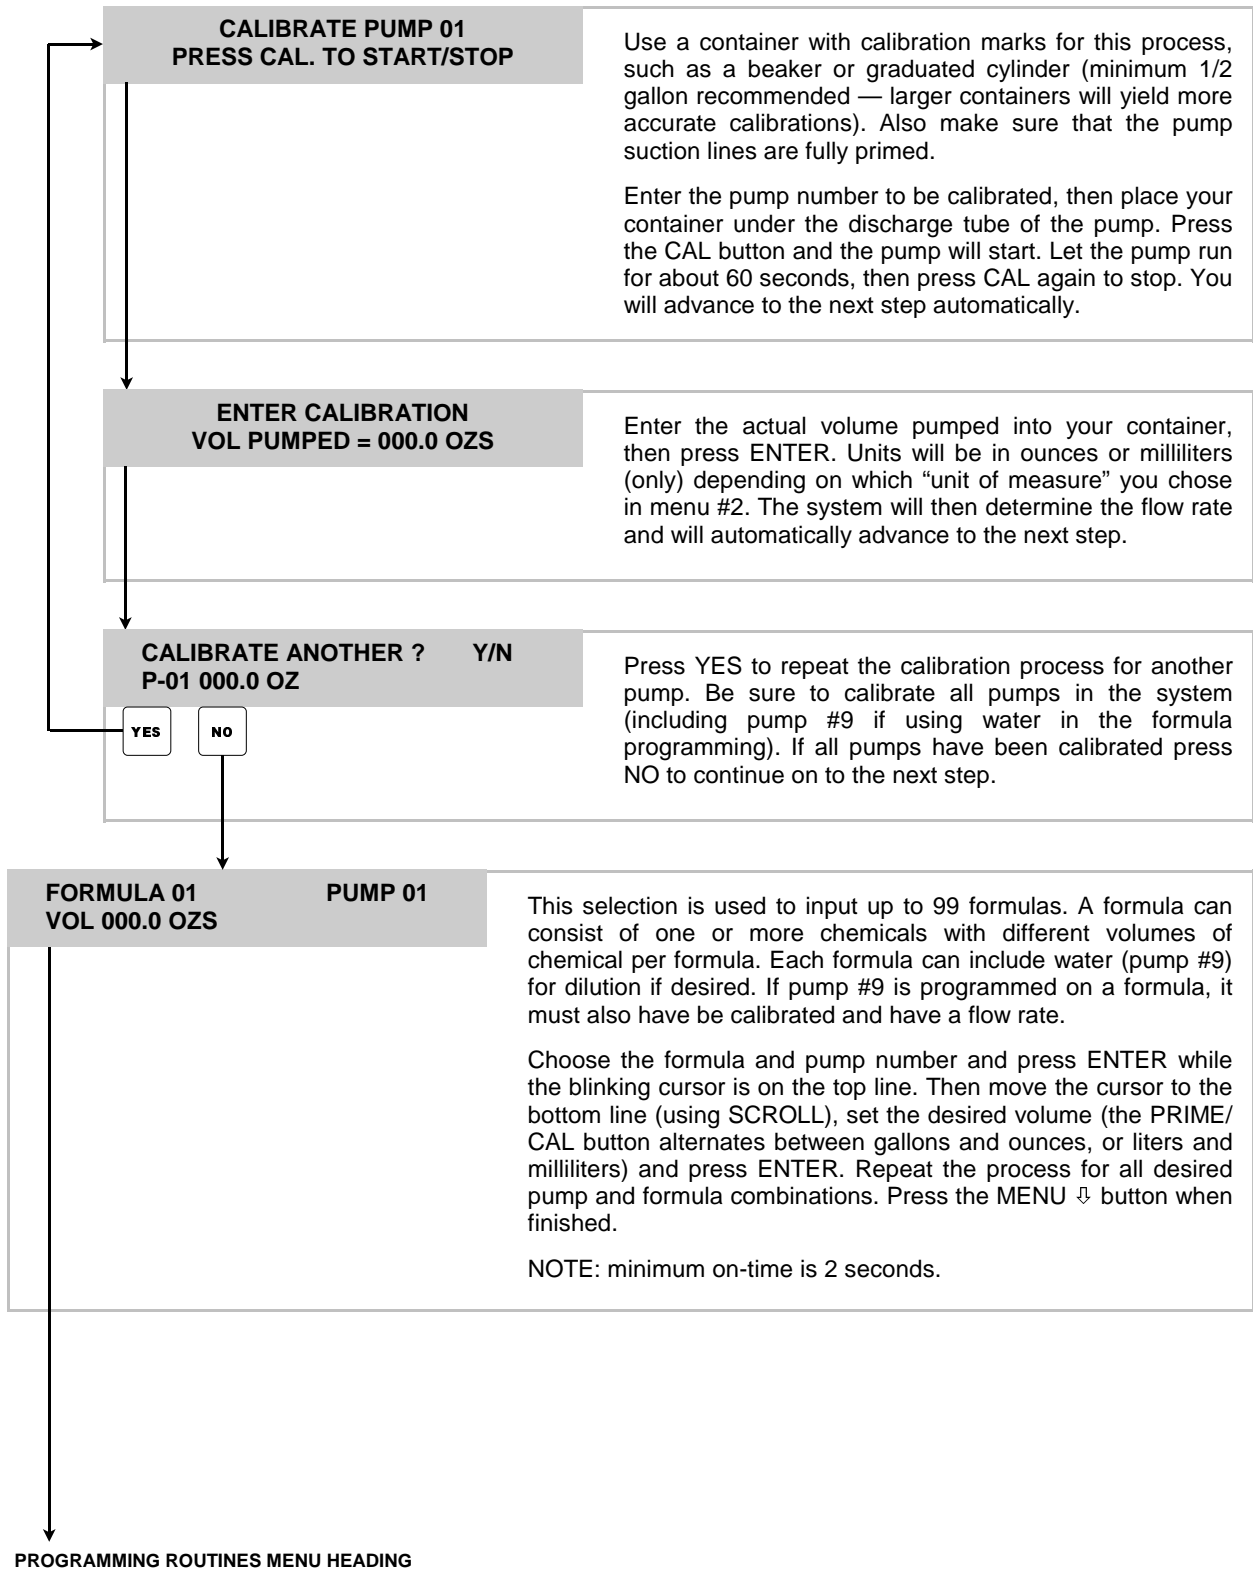 CALIBRATE PUMP 01
PRESS CAL. TO START/STOP
Use a container with calibration marks for this process,
such as a beaker or graduated cylinder (minimum 1/2
gallon recommended — larger containers will yield more
accurate calibrations). Also make sure that the pump
suction lines are fully primed.
Enter the pump number to be calibrated, then place your
container under the discharge tube of the pump. Press
the CAL button and the pump will start. Let the pump run
for about 60 seconds, then press CAL again to stop. You
will advance to the next step automatically.
ENTER CALIBRATION
VOL PUMPED = 000.0 OZS
Enter the actual volume pumped into your container,
then press ENTER. Units will be in ounces or milliliters
(only) depending on which “unit of measure” you chose
in menu #2. The system will then determine the flow rate
and will automatically advance to the next step.
CALIBRATE ANOTHER ? Y/N
P-01 000.0 OZ
YES NO
Press YES to repeat the calibration process for another
pump. Be sure to calibrate all pumps in the system
(including pump #9 if using water in the formula
programming). If all pumps have been calibrated press
NO to continue on to the next step.
FORMULA 01 PUMP 01
VOL 000.0 OZS
This selection is used to input up to 99 formulas. A formula can
consist of one or more chemicals with different volumes of
chemical per formula. Each formula can include water (pump #9)
for dilution if desired. If pump #9 is programmed on a formula, it
must also have be calibrated and have a flow rate.
Choose the formula and pump number and press ENTER while
the blinking cursor is on the top line. Then move the cursor to the
bottom line (using SCROLL), set the desired volume (the PRIME/
CAL button alternates between gallons and ounces, or liters and
milliliters) and press ENTER. Repeat the process for all desired
pump and formula combinations. Press the MENU ⇩ button when
finished.
NOTE: minimum on-time is 2 seconds.
PROGRAMMING ROUTINES MENU HEADING